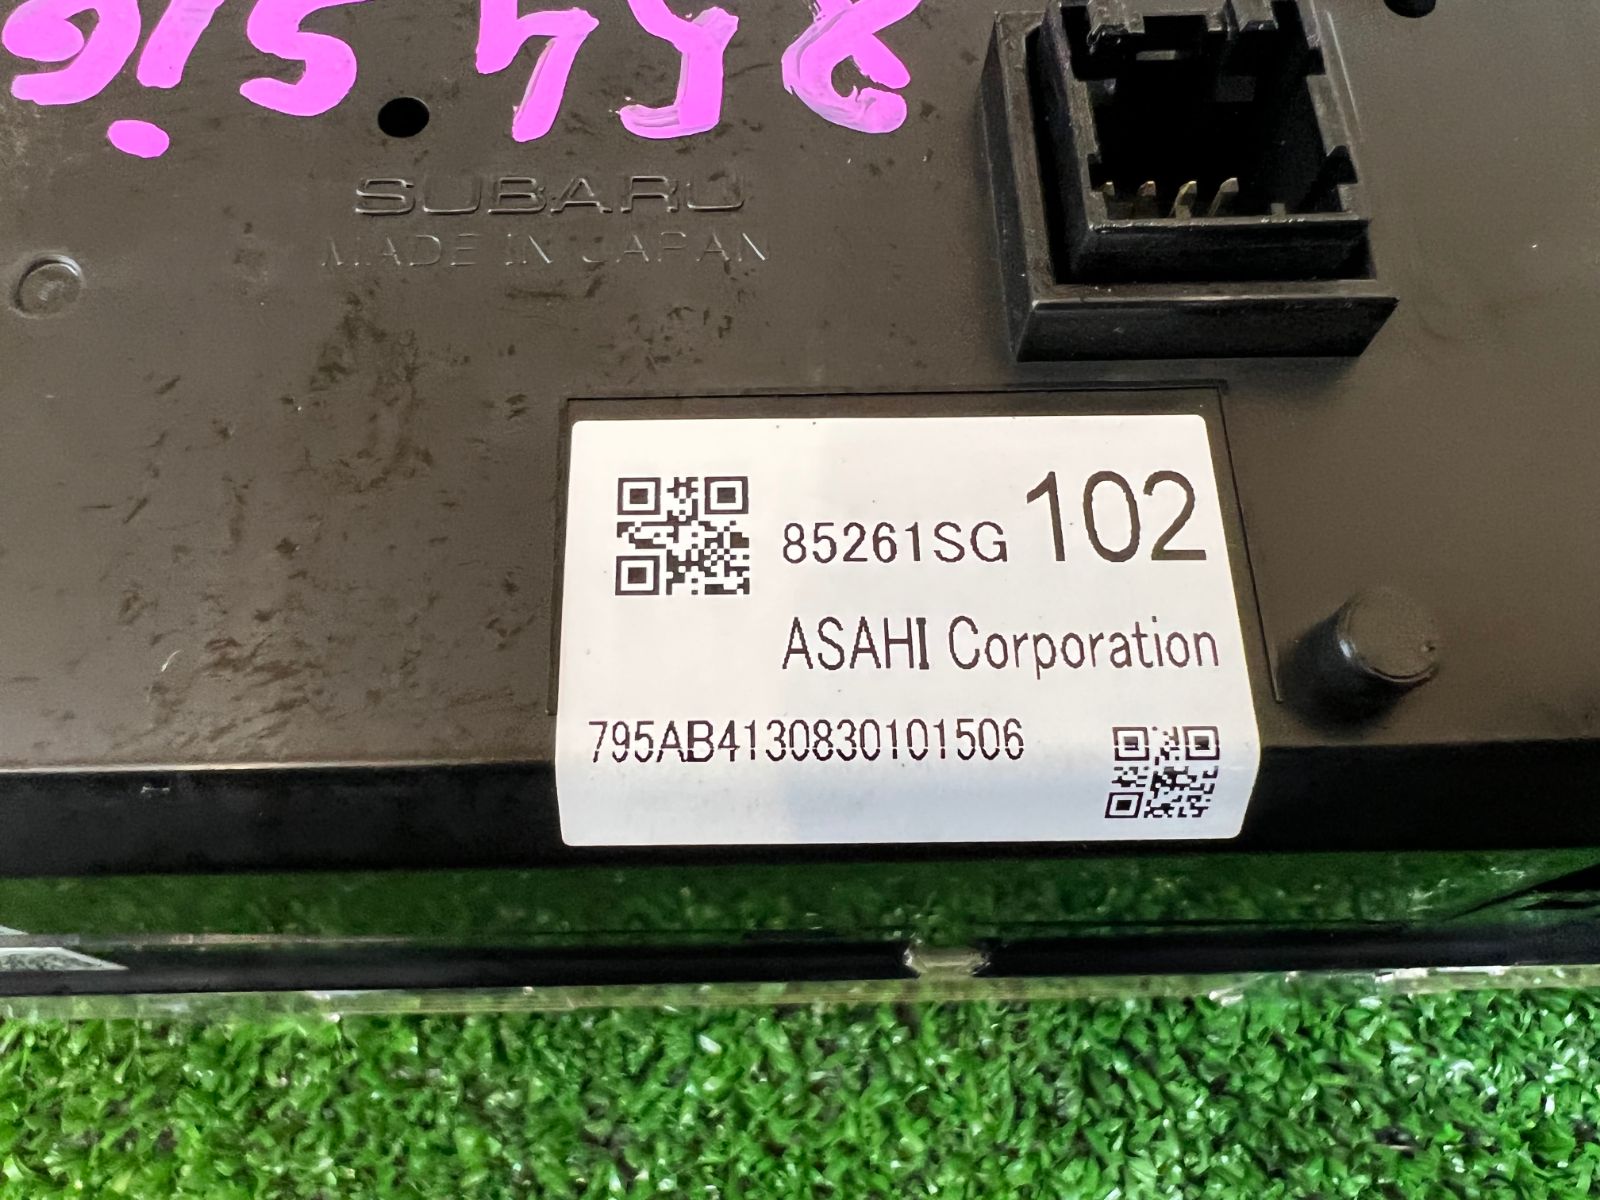 SUBARU
MADE IN JAPAN
85261SG 102
ASAHI Corporation
795AB4130830101506